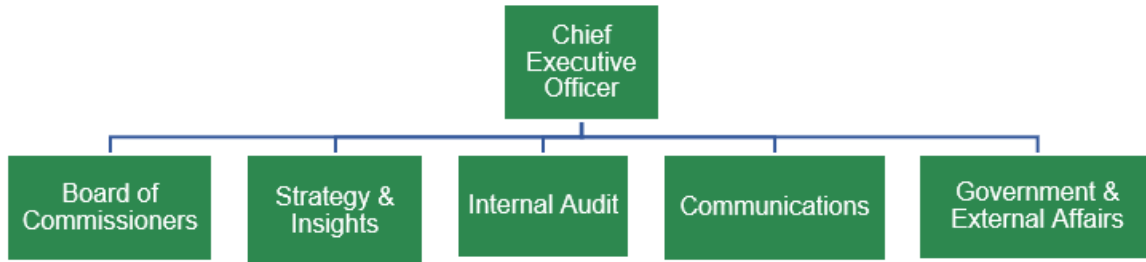 Chief
Executive
Officer
Board of
Commissioners
Strategy &
Insights
Internal Audit
Communications
Government &
External Affairs